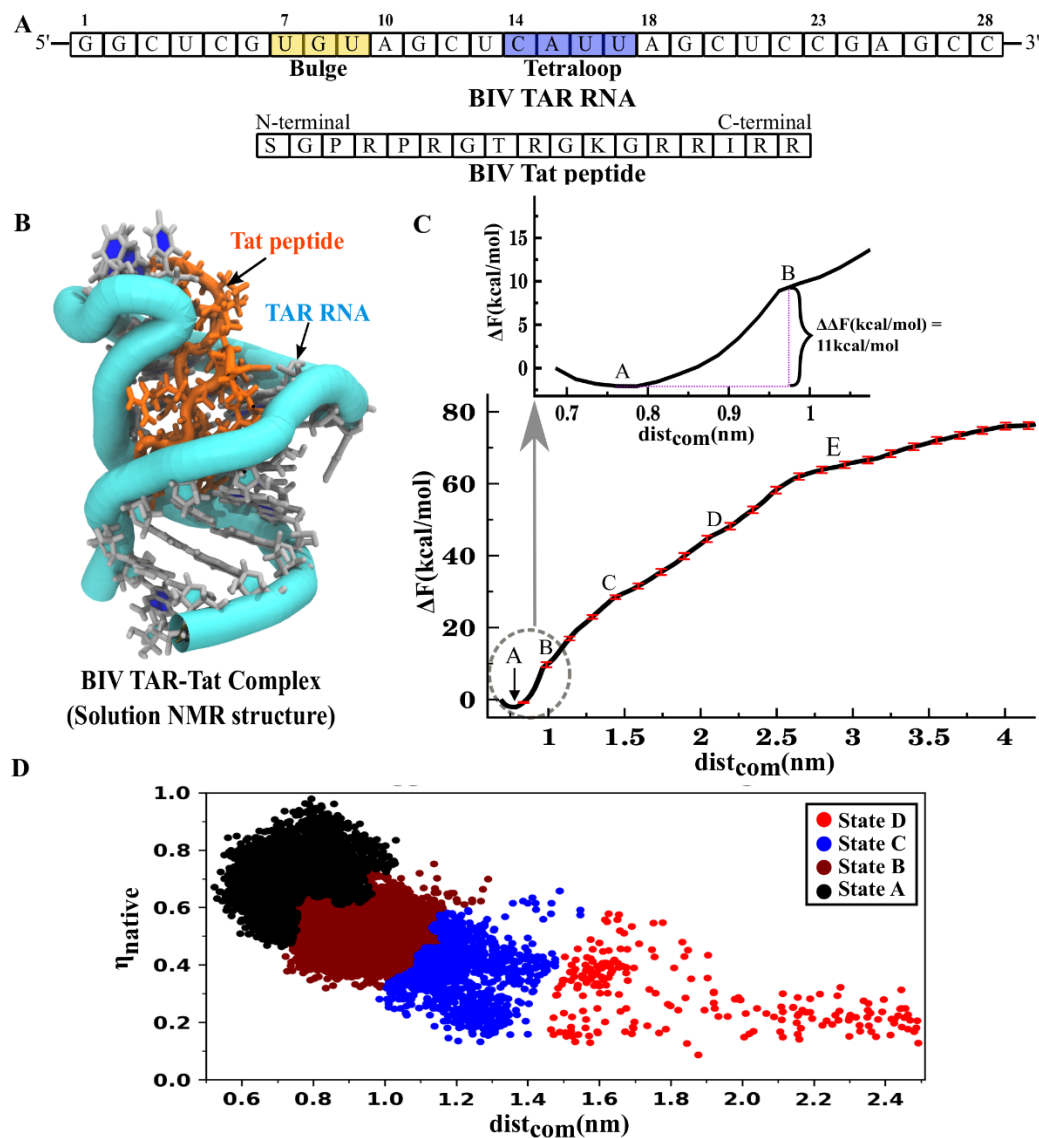 A
1 7 10 14 18 23 28
5' G G C U C G U G U A G C U C A U U A G C U C C G A G C C 3'
Bulge Tetraloop
BIV TAR RNA
N-terminal C-terminal
S G P R P R G T R G K G R R I R R
BIV Tat peptide
B
Tat peptide
TAR RNA
BIV TAR-Tat Complex
(Solution NMR structure)
C
ΔF(kcal/mol)
15
10
5
0
A
B
ΔΔF(kcal/mol) =
11kcal/mol
0.7 0.8 0.9 1
dist_com(nm)
ΔF(kcal/mol)
80
60
40
20
0
A B C D E
1 1.5 2 2.5 3 3.5 4
dist_com(nm)
D
η_native
1.0
0.8
0.6
0.4
0.2
0.0
State D
State C
State B
State A
0.6 0.8 1.0 1.2 1.4 1.6 1.8 2.0 2.2 2.4
dist_com(nm)